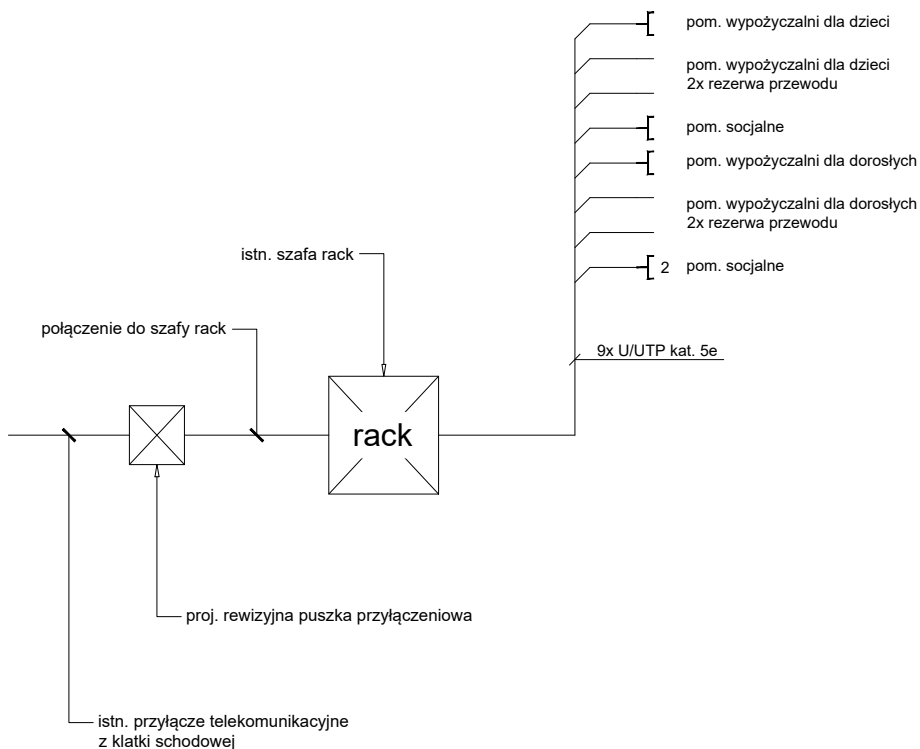 pom. wypożyczalni dla dzieci
pom. wypożyczalni dla dzieci
2x rezerwa przewodu
pom. socjalne
pom. wypożyczalni dla dorosłych
pom. wypożyczalni dla dorosłych
2x rezerwa przewodu
2 pom. socjalne
istn. szafa rack
połączenie do szafy rack
9x U/UTP kat. 5e
rack
proj. rewizyjna puszka przyłączeniowa
istn. przyłącze telekomunikacyjne
z klatki schodowej